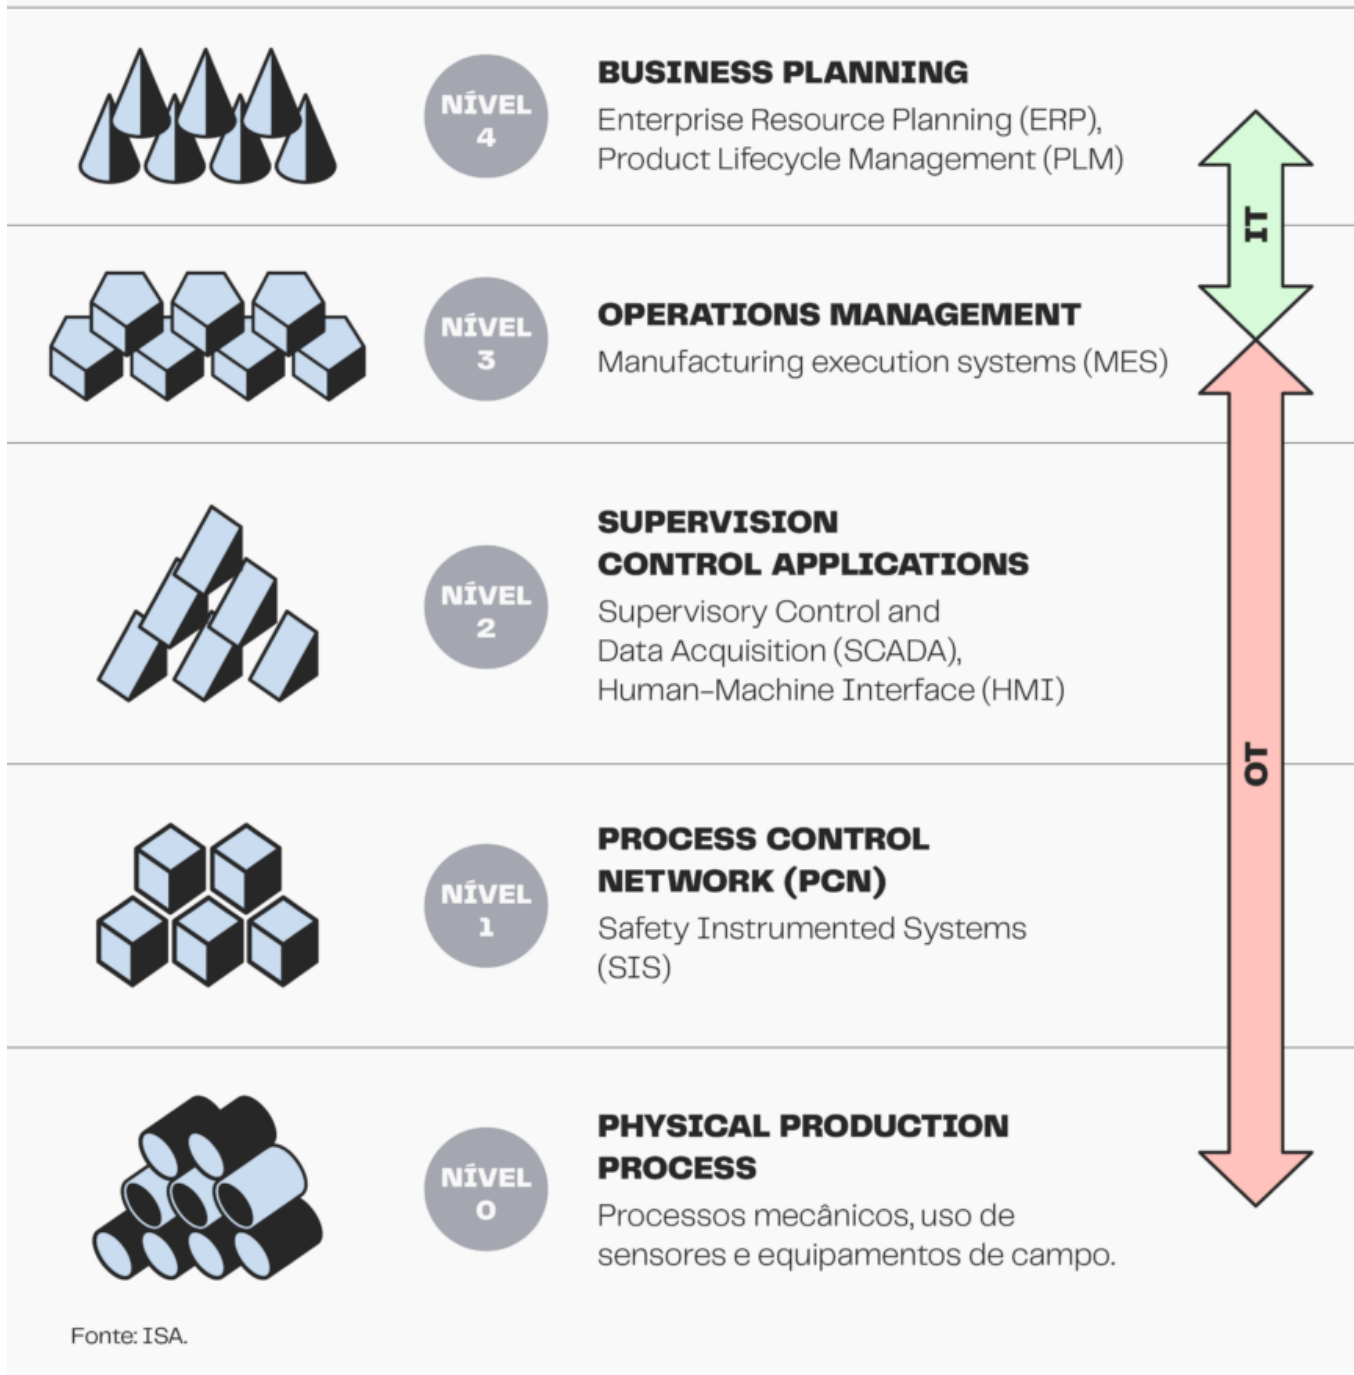 NÍVEL
4
BUSINESS PLANNING
Enterprise Resource Planning (ERP),
Product Lifecycle Management (PLM)
IT
NÍVEL
3
OPERATIONS MANAGEMENT
Manufacturing execution systems (MES)
NÍVEL
2
SUPERVISION
CONTROL APPLICATIONS
Supervisory Control and
Data Acquisition (SCADA),
Human-Machine Interface (HMI)
OT
NÍVEL
1
PROCESS CONTROL
NETWORK (PCN)
Safety Instrumented Systems
(SIS)
NÍVEL
0
PHYSICAL PRODUCTION
PROCESS
Processos mecânicos, uso de
sensores e equipamentos de campo.
Fonte: ISA.